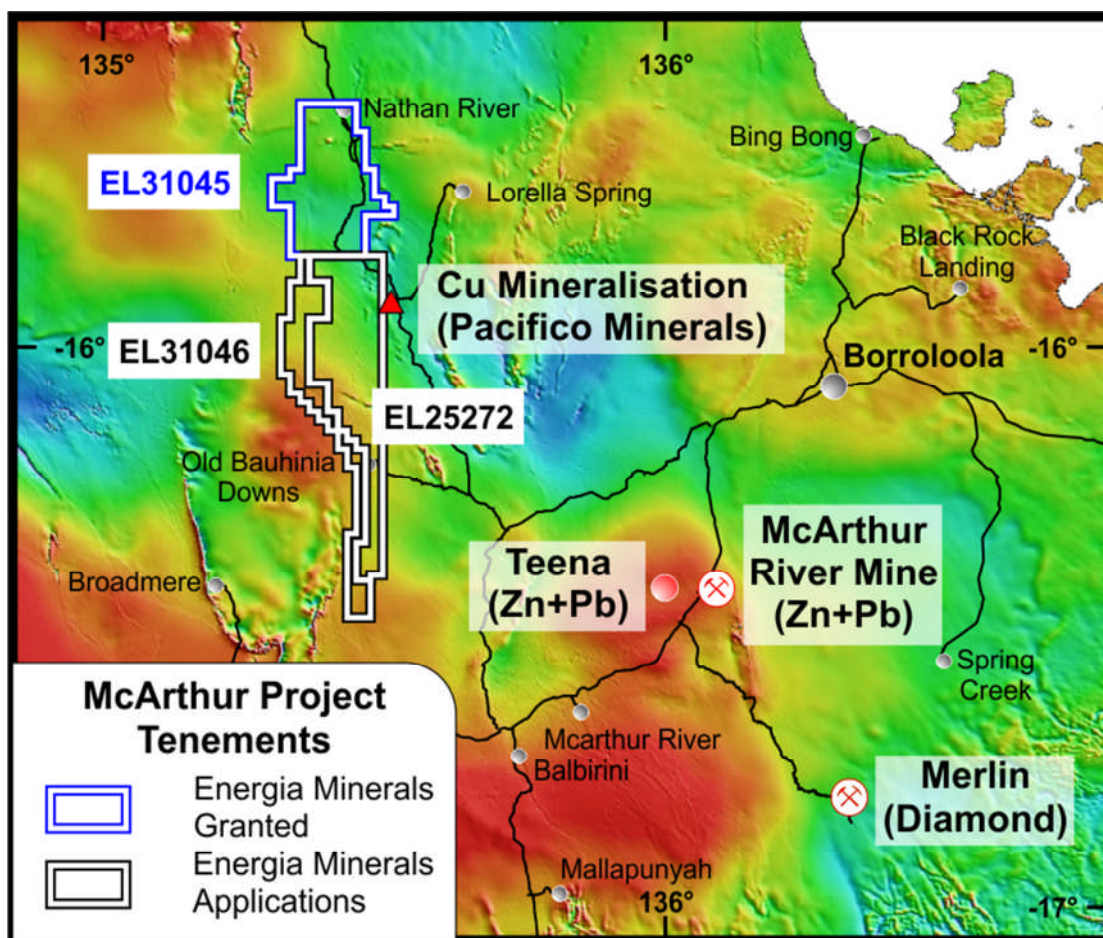 135°
136°
Nathan River
Bing Bong
EL31045
Lorella Spring
Black Rock
Landing
Cu Mineralisation
(Pacifico Minerals)
-16°
-16°
EL31046
Borroloola
EL25272
Old Bauhinia
Downs
Teena
(Zn+Pb)
McArthur
River Mine
(Zn+Pb)
Broadmere
Spring
Creek
McArthur Project
Tenements
Energia Minerals
Granted
Energia Minerals
Applications
Mcarthur River
Balbirini
Merlin
(Diamond)
Mallapunyah
136°
-17°